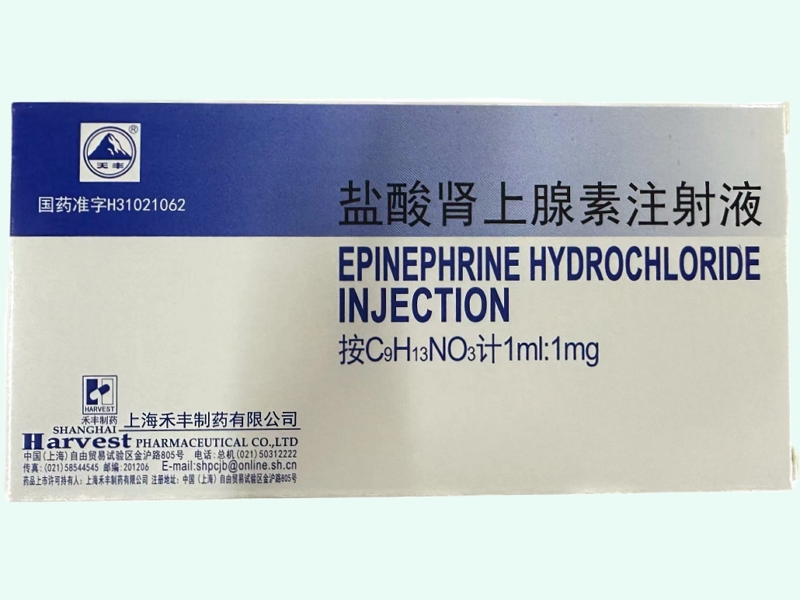 天丰®
国药准字H31021062
盐酸肾上腺素注射液
EPINEPHRINE HYDROCHLORIDE
INJECTION
按C₉H₁₃NO₃计1ml:1mg
HARVEST
禾丰制药
上海禾丰制药有限公司
SHANGHAI
Harvest PHARMACEUTICAL CO.,LTD
中国(上海)自由贸易试验区金沪路805号 电话:总机(021)50312222
传真:(021)58544545 邮编:201206 E-mail:shpcjb@online.sh.cn
药品上市许可持有人:上海禾丰制药有限公司 注册地址:中国(上海)自由贸易试验区金沪路805号